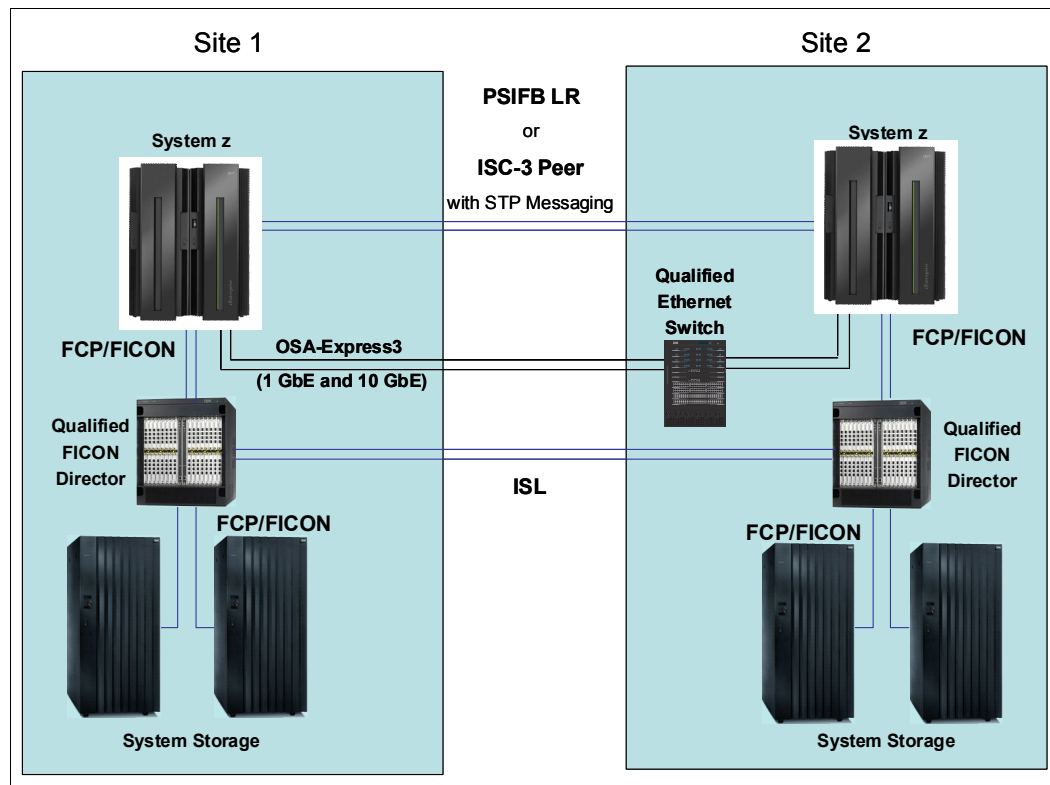 Site 1
Site 2
PSIFB LR
or
ISC-3 Peer
with STP Messaging
System z
System z
Qualified
Ethernet
Switch
FCP/FICON
FCP/FICON
OSA-Express3
(1 GbE and 10 GbE)
Qualified
FICON
Director
Qualified
FICON
Director
ISL
FCP/FICON
FCP/FICON
System Storage
System Storage